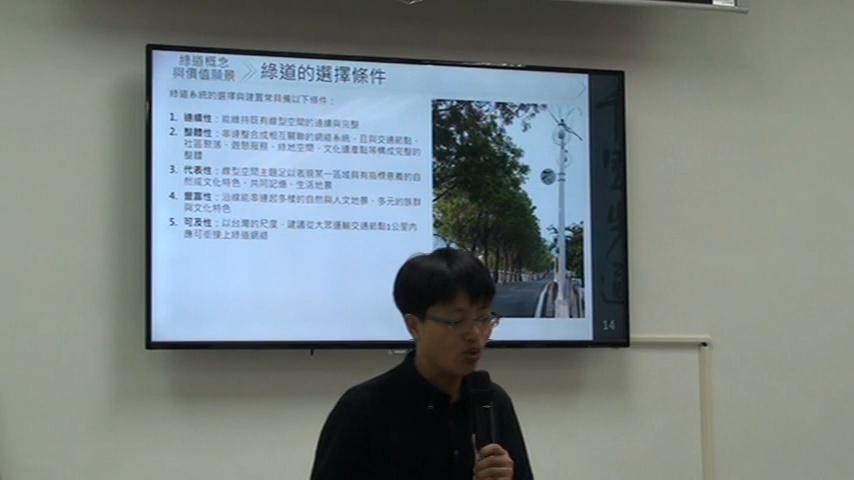 綠道概念
與價值願景
綠道的選擇條件
綠道系統的選擇與建置常具備以下條件：
1. 連續性：能維持既有線型空間的連續與完整
2. 整體性：串連整合成相互關聯的網絡系統，且與交通節點、
社區聚落、遊憩服務、綠地空間、文化遺產點等構成完整的
整體
3. 代表性：線型空間主題足以表現某一區域具有指標意義的自
然或文化特色、共同記憶、生活地景
4. 豐富性：沿線能串連起多樣的自然與人文地景、多元的族群
與文化特色
5. 可及性：以台灣的尺度，建議從大眾運輸交通節點1公里內
應可銜接上綠道網絡
14